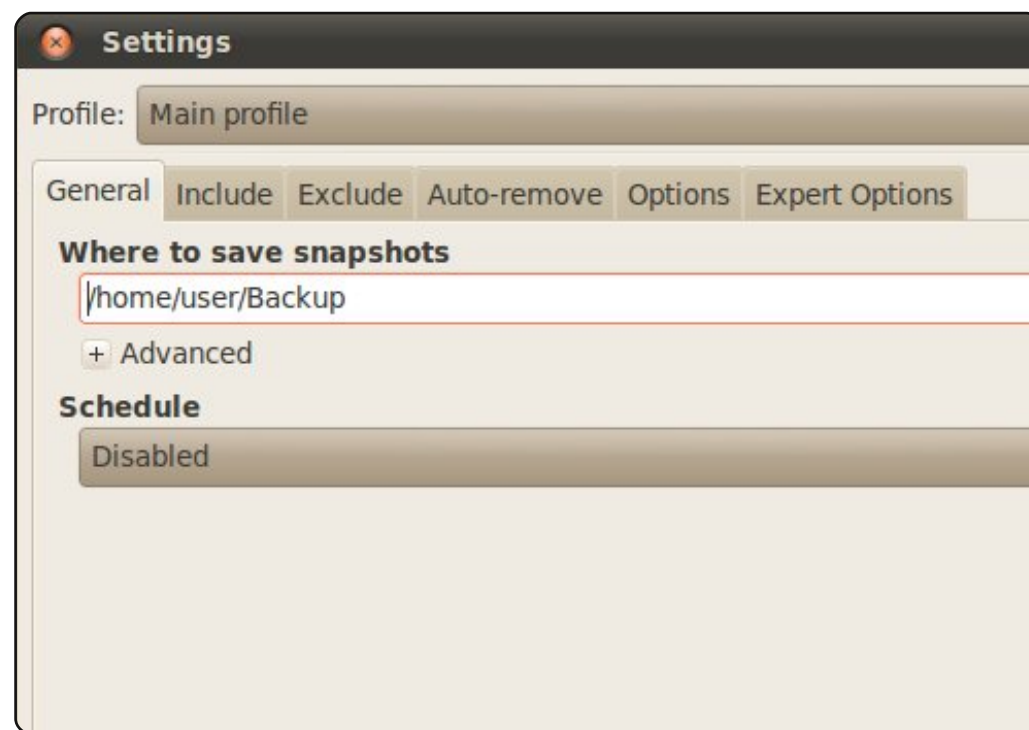 Settings
Profile: Main profile
General Include Exclude Auto-remove Options Expert Options
Where to save snapshots
/home/user/Backup
+ Advanced
Schedule
Disabled